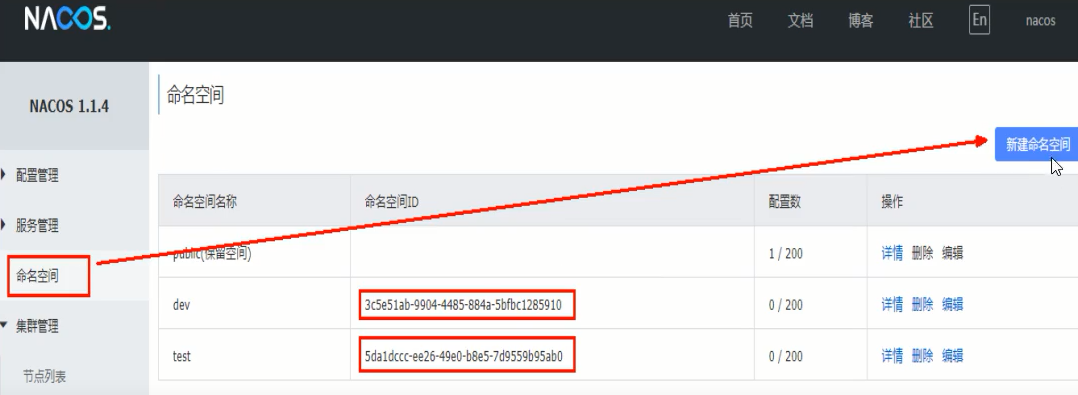 NACOS.
首页 文档 博客 社区 En nacos
NACOS 1.1.4
配置管理
服务管理
命名空间
集群管理
节点列表
命名空间
新建命名空间
命名空间名称 命名空间ID 配置数 操作
public(保留空间) 1 / 200 详情 删除 编辑
dev 3c5e51ab-9904-4485-884a-5bfbc1285910 0 / 200 详情 删除 编辑
test 5da1dccc-ee26-49e0-b8e5-7d9559b95ab0 0 / 200 详情 删除 编辑